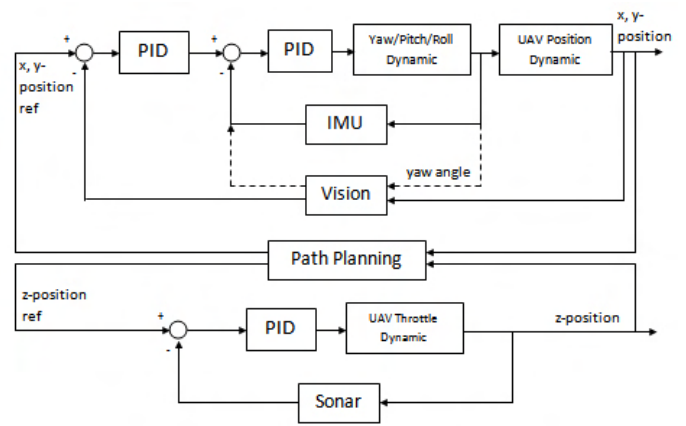 +
PID
+
PID
Yaw/Pitch/Roll
Dynamic
UAV Position
Dynamic
x, y-
position
x, y-
position
ref
-
-
IMU
yaw angle
Vision
Path Planning
z-position
ref
+
PID
UAV Throttle
Dynamic
z-position
-
Sonar